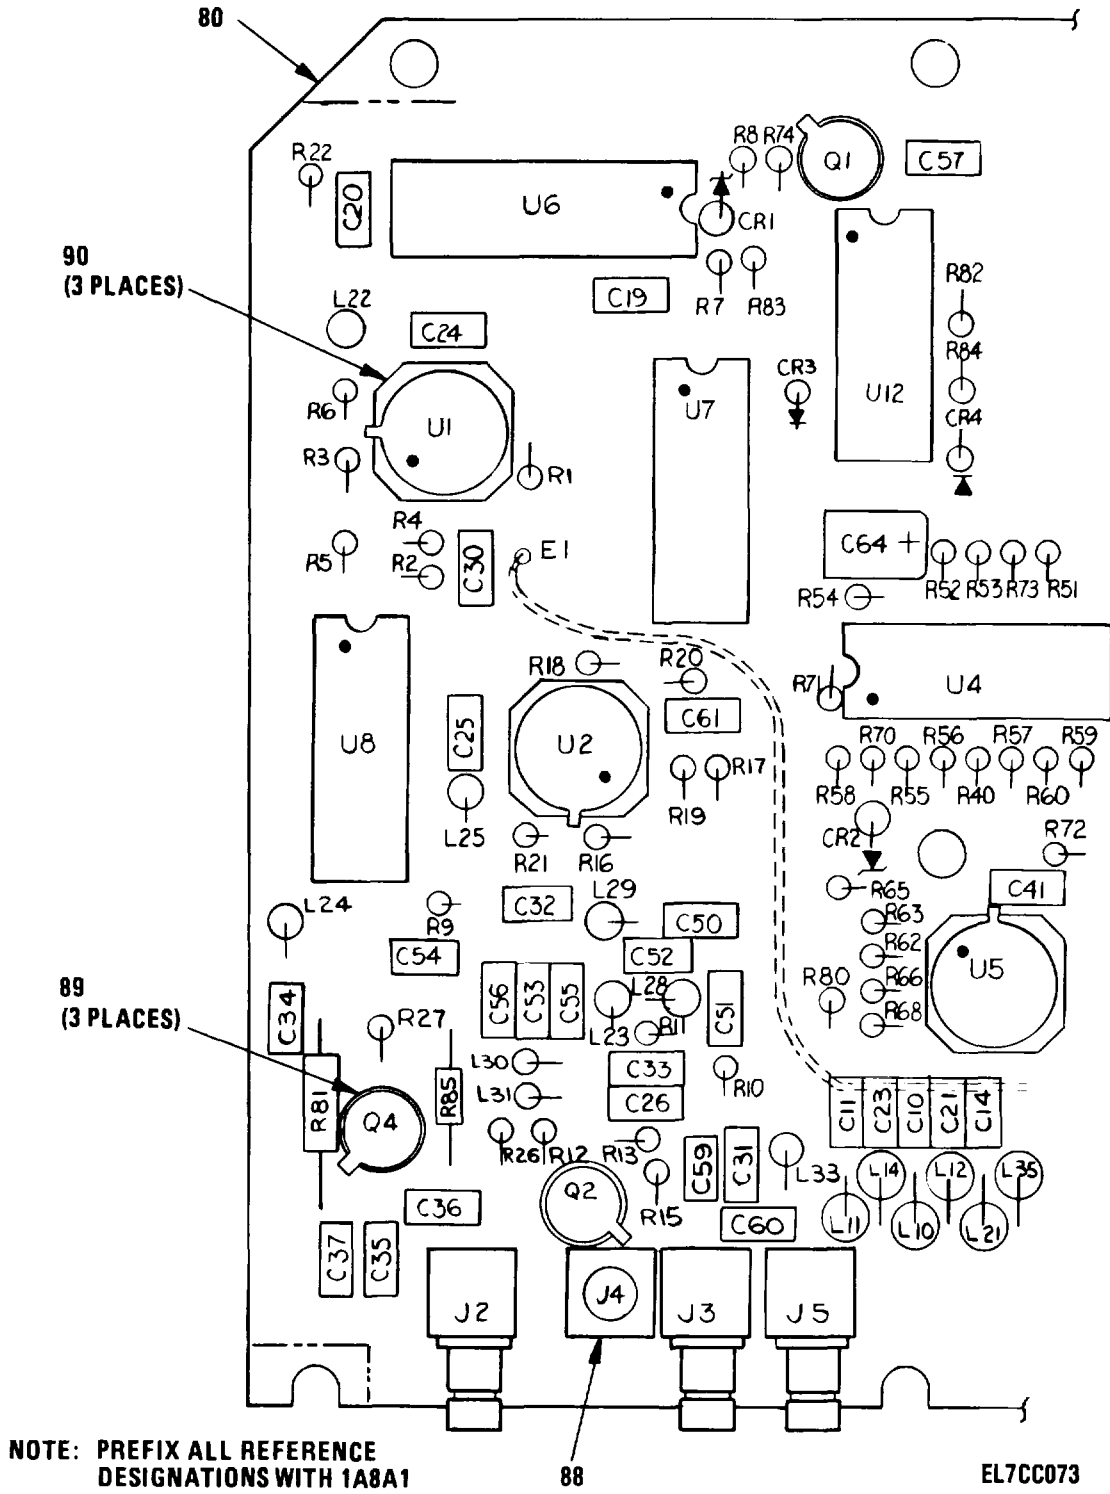 80
R22
C20
U6
R8
R74
Q1
C57
CR1
90
(3 PLACES)
C19
R7
R83
R82
L22
C24
R84
CR3
R6
U1
U7
U12
CR4
R3
R1
R4
C64 +
R5
R2
C30
E1
R54
R52
R53
R73
R51
R18
R20
R71
U4
U8
C25
U2
C61
R70
R56
R57
R59
R17
R58
R55
R40
R60
L25
R19
CR2
R72
R21
R16
R65
C41
L24
R9
C32
L29
C50
R63
C54
C52
R62
U5
89
(3 PLACES)
C34
R27
C56
C53
C55
L28
C51
R80
R66
L23
R11
R68
L30
C33
R10
R81
R85
L31
C26
C11
C23
C10
C21
C14
Q4
R26
R12
R13
C59
C31
L33
L14
L12
L35
C36
Q2
R15
C60
L11
L10
L21
C37
C35
J2
J4
J3
J5
NOTE: PREFIX ALL REFERENCE
DESIGNATIONS WITH 1A8A1
88
EL7CC073